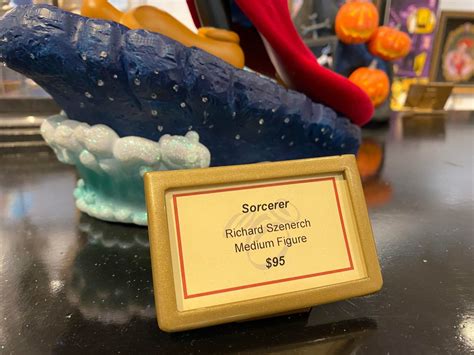 Sorcerer
Richard Szenerch
Medium Figure
$95